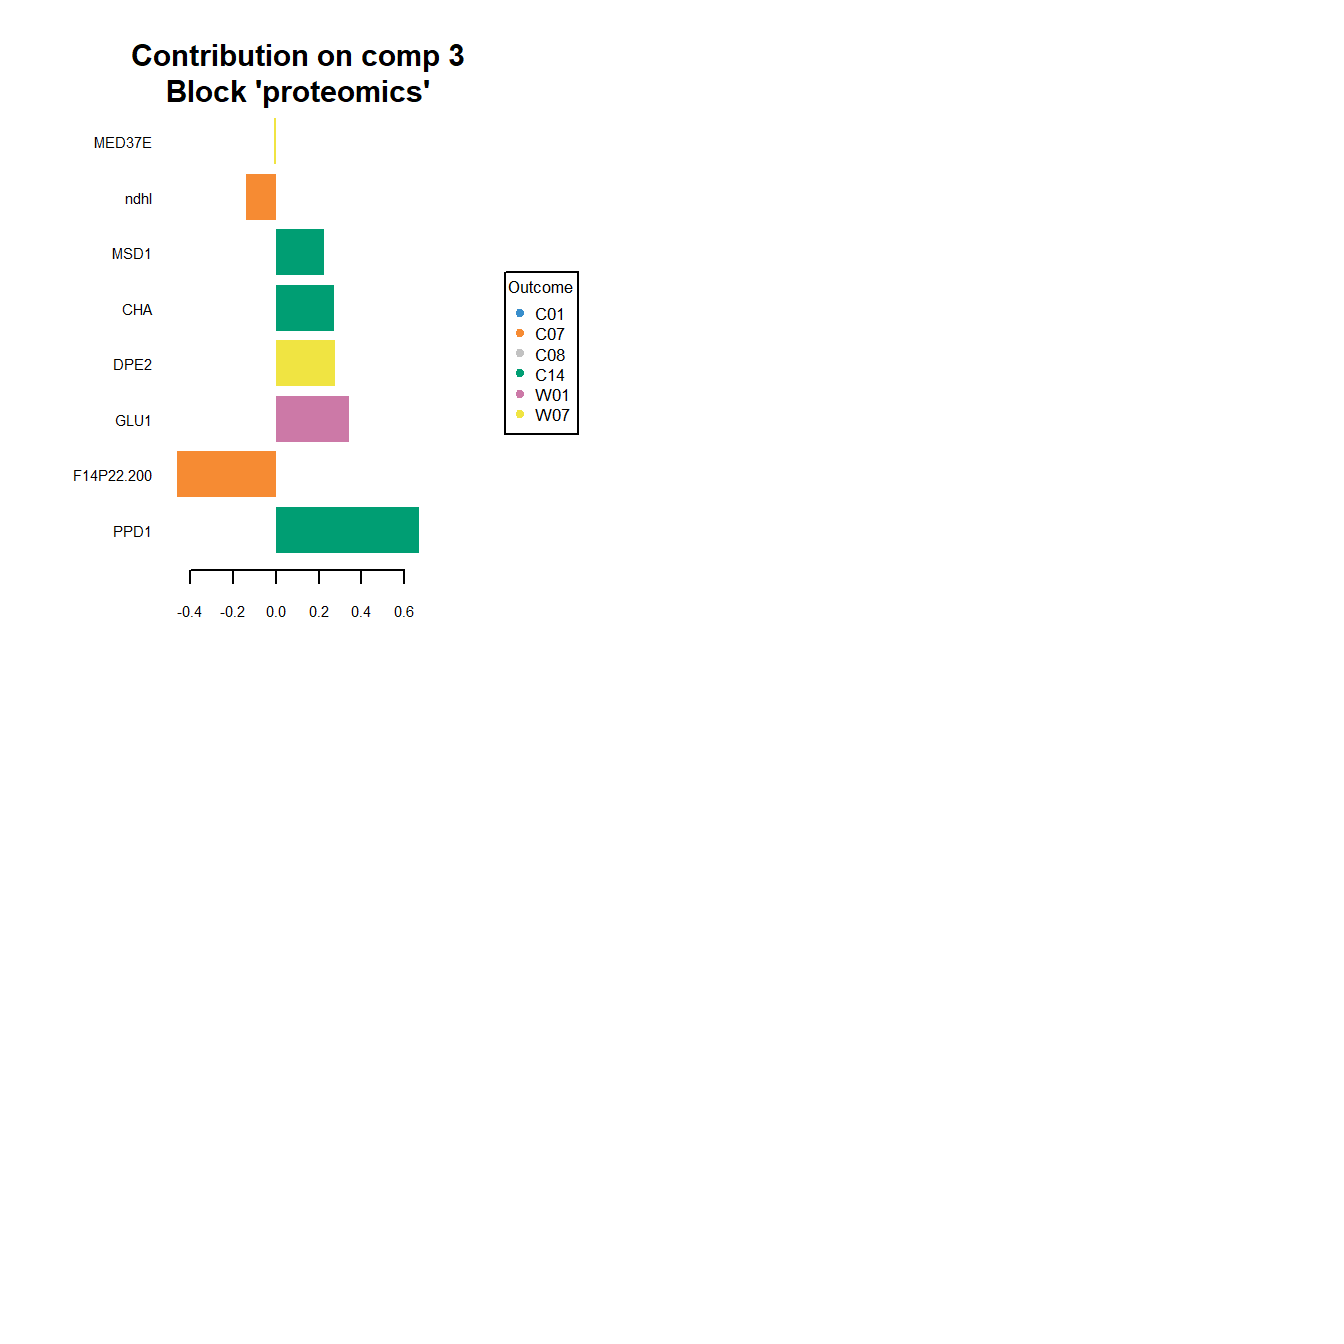 Contribution on comp 3
Block 'proteomics'
MED37E
ndhI
MSD1
CHA
DPE2
GLU1
F14P22.200
PPD1
-0.4 -0.2 0.0 0.2 0.4 0.6
Outcome
C01
C07
C08
C14
W01
W07